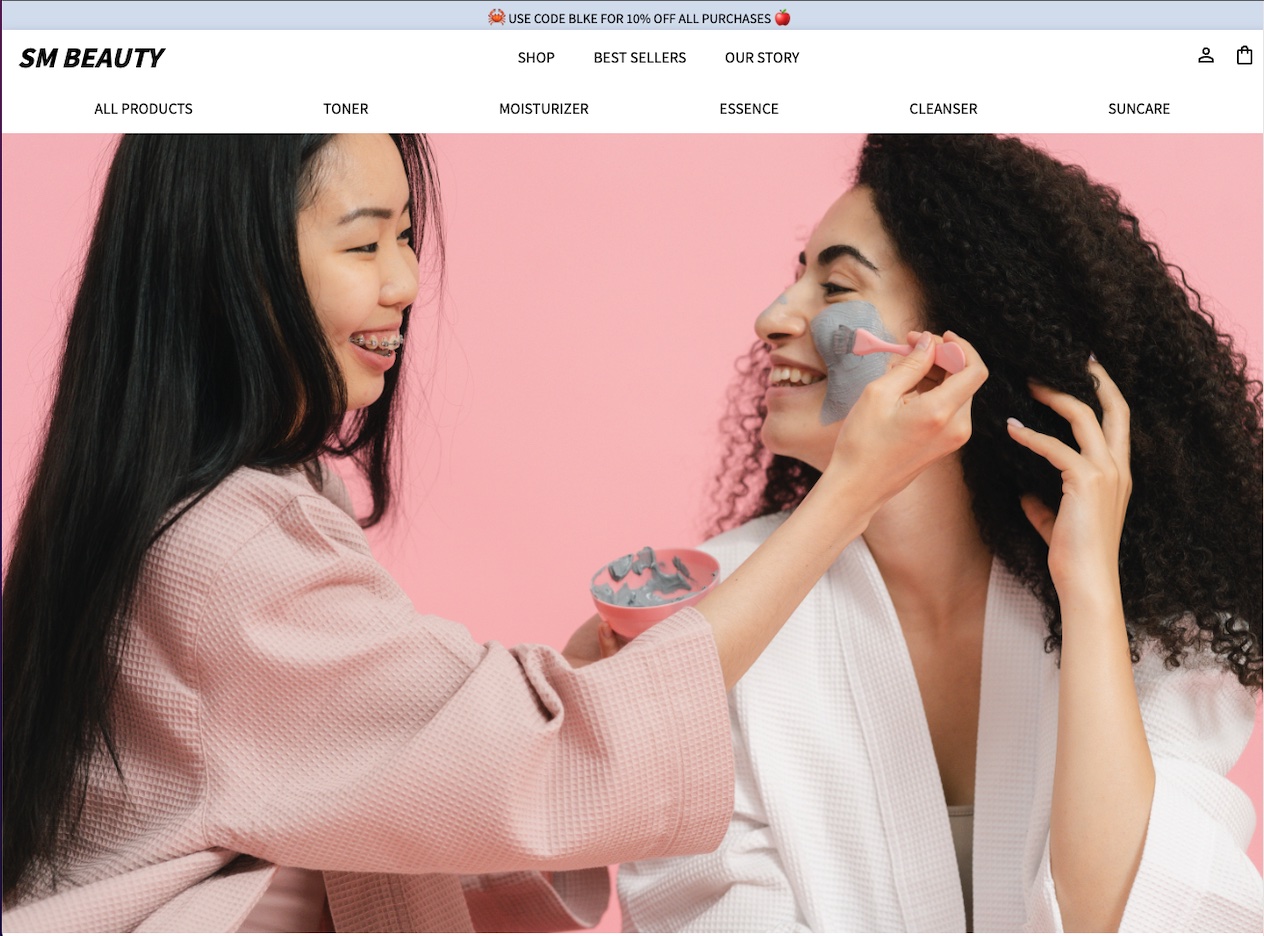 🦀 USE CODE BLKE FOR 10% OFF ALL PURCHASES 🍎
SM BEAUTY
SHOP BEST SELLERS OUR STORY
ALL PRODUCTS TONER MOISTURIZER ESSENCE CLEANSER SUNCARE